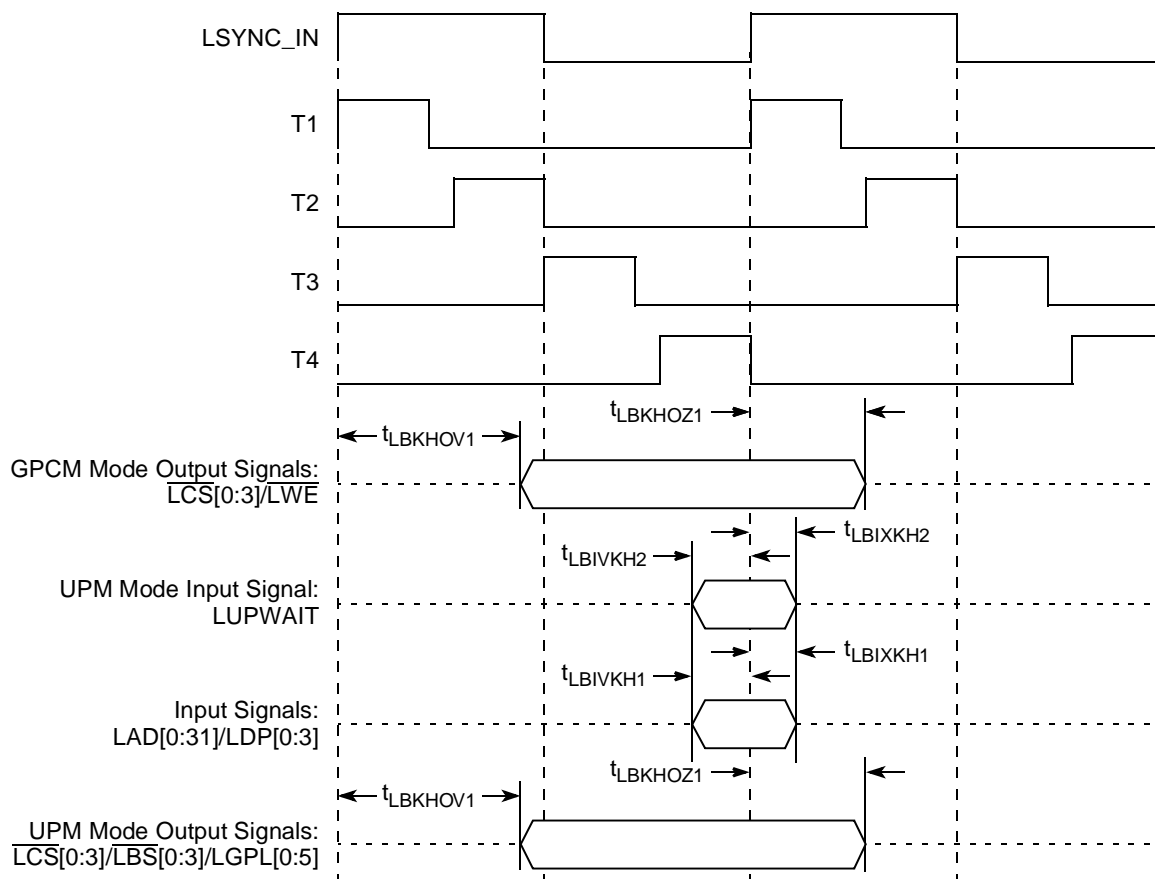 LSYNC_IN
T1
T2
T3
T4
tLBKHOZ1
tLBKHOV1
GPCM Mode Output Signals:
LCS[0:3]/LWE
tLBIXKH2
tLBIVKH2
UPM Mode Input Signal:
LUPWAIT
tLBIXKH1
tLBIVKH1
Input Signals:
LAD[0:31]/LDP[0:3]
tLBKHOZ1
tLBKHOV1
UPM Mode Output Signals:
LCS[0:3]/LBS[0:3]/LGPL[0:5]